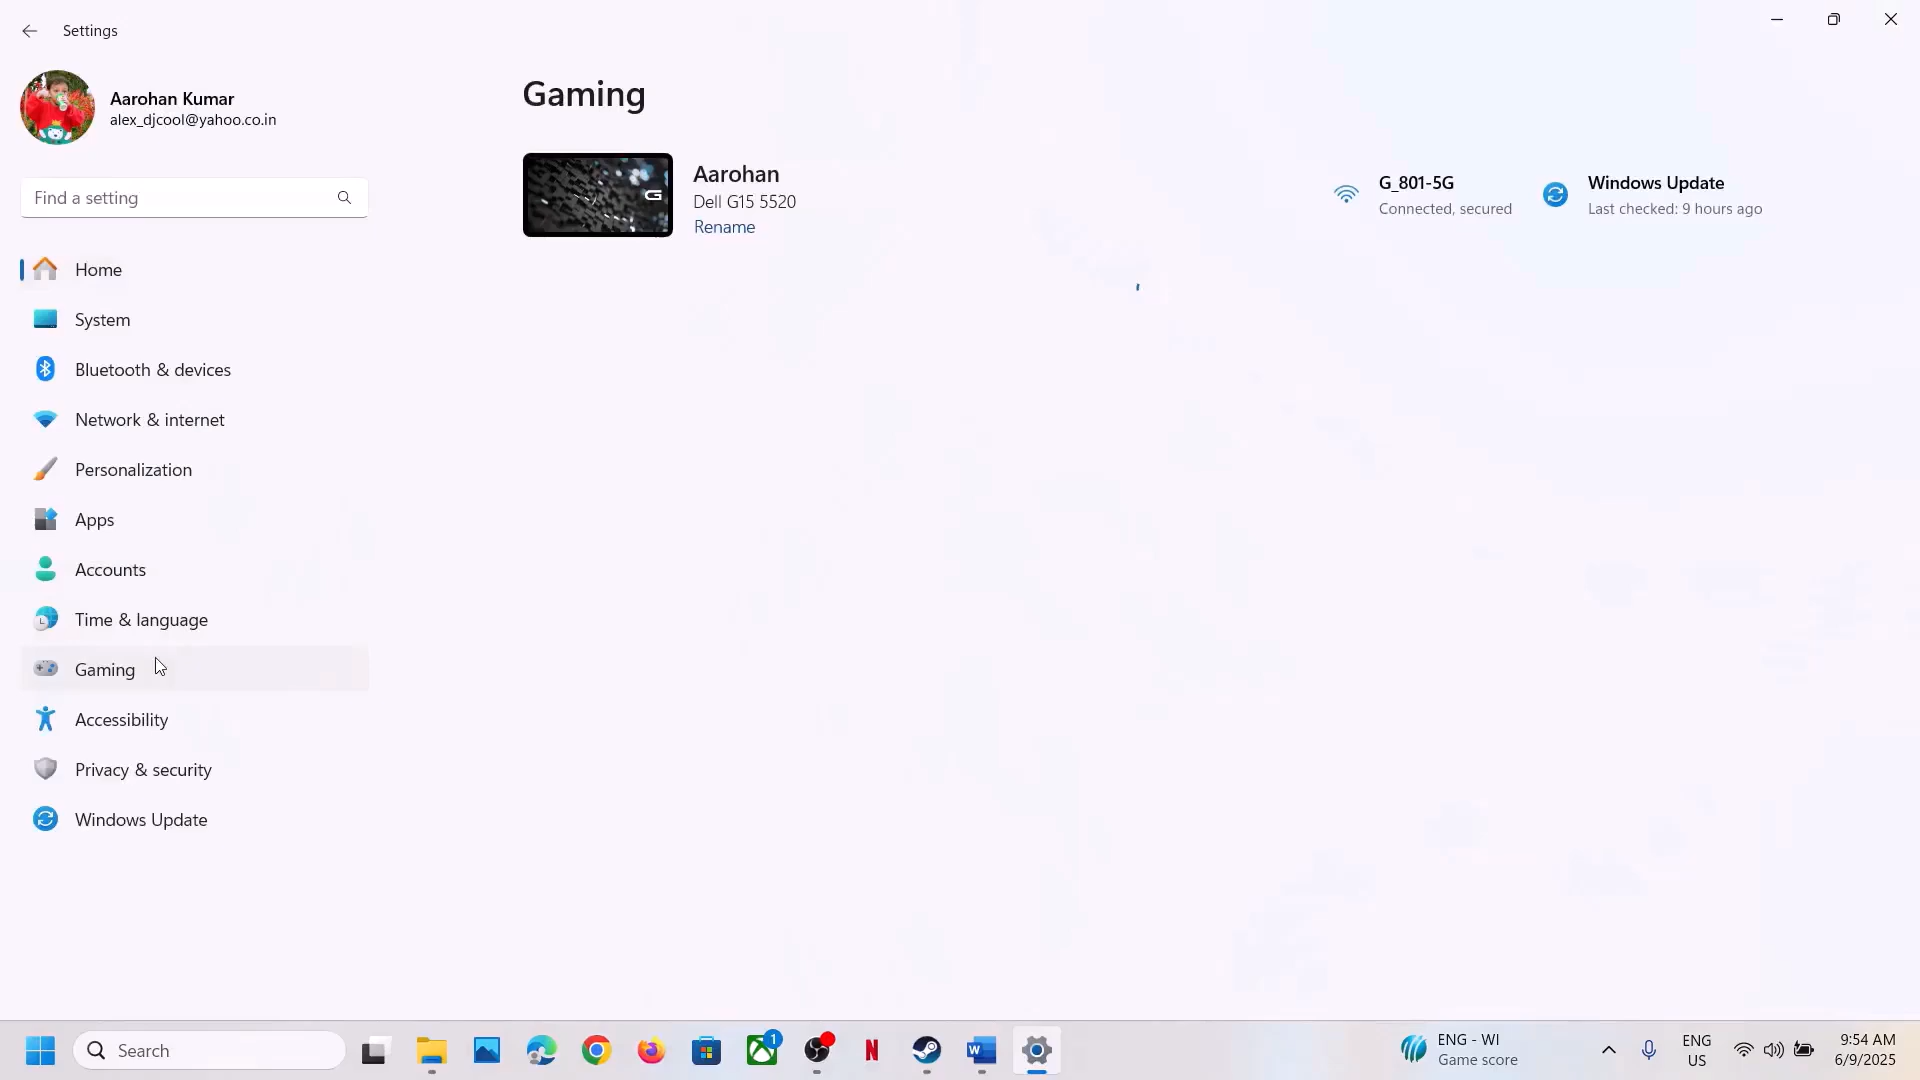 Settings
Aarohan Kumar
alex_djcool@yahoo.co.in
Find a setting
Home
System
Bluetooth & devices
Network & internet
Personalization
Apps
Accounts
Time & language
Gaming
Accessibility
Privacy & security
Windows Update
Gaming
Aarohan
Dell G15 5520
Rename
G_801-5G
Connected, secured
Windows Update
Last checked: 9 hours ago
Search
1
ENG - WI
Game score
ENG
US
9:54 AM
6/9/2025